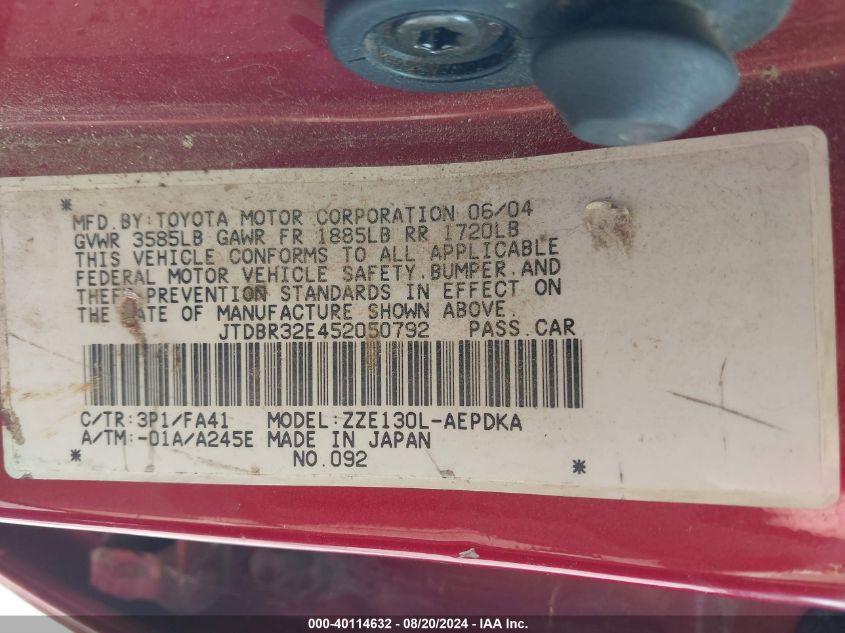 *
MFD.BY:TOYOTA MOTOR CORPORATION 06/04
GVWR 3585LB GAWR FR 1885LB RR 1720LB
THIS VEHICLE CONFORMS TO ALL APPLICABLE
FEDERAL MOTOR VEHICLE SAFETY.BUMPER.AND
THEFT PREVENTION STANDARDS IN EFFECT ON
THE DATE OF MANUFACTURE SHOWN ABOVE.
JTDBR32E452050792 PASS.CAR
C/TR:3P1/FA41 MODEL:ZZE130L-AEPDKA
A/TM:-01A/A245E MADE IN JAPAN
* NO.092 *
000-40114632 - 08/20/2024 - IAA Inc.